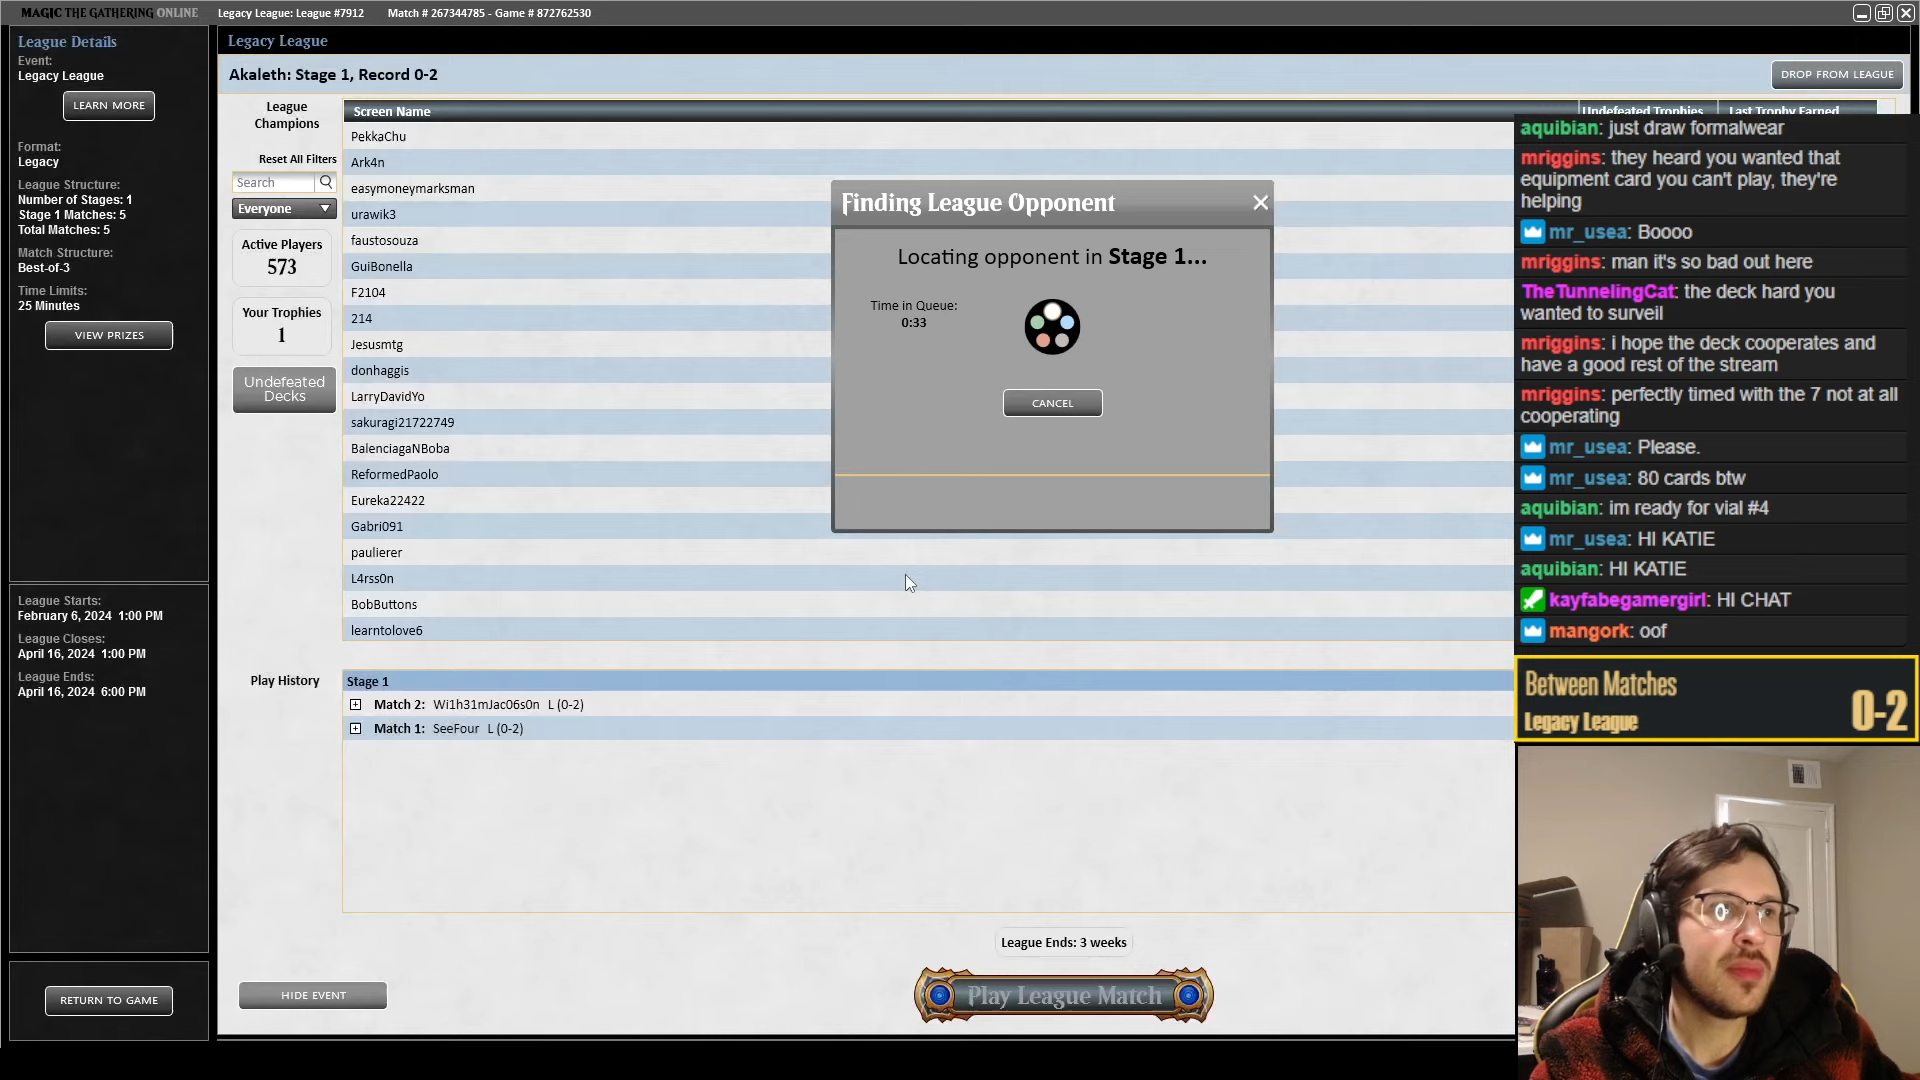 MAGIC THE GATHERING ONLINE
Legacy League: League #7912
Match # 267344785 - Game # 872762530
League Details
Event:
Legacy League
LEARN MORE
Format:
Legacy
League Structure:
Number of Stages: 1
Stage 1 Matches: 5
Total Matches: 5
Match Structure:
Best-of-3
Time Limits:
25 Minutes
VIEW PRIZES
League Starts:
February 6, 2024 1:00 PM
League Closes:
April 16, 2024 1:00 PM
League Ends:
April 16, 2024 6:00 PM
RETURN TO GAME
Legacy League
Akaleth: Stage 1, Record 0-2
DROP FROM LEAGUE
League
Champions
Reset All Filters
Search
Everyone
Active Players
573
Your Trophies
1
Undefeated
Decks
Screen Name
Undefeated Trophies
Last Trophy Earned
PekkaChu
Ark4n
easymoneymarksman
urawik3
faustosouza
GuiBonella
F2104
214
Jesusmtg
donhaggis
LarryDavidYo
sakuragi21722749
BalenciagaNBoba
ReformedPaolo
Eureka22422
Gabri091
paulierer
L4rss0n
BobButtons
learntolove6
Finding League Opponent
Locating opponent in Stage 1...
Time in Queue:
0:33
CANCEL
Play History
Stage 1
Match 2: Wi1h31mJac06s0n L (0-2)
Match 1: SeeFour L (0-2)
League Ends: 3 weeks
HIDE EVENT
Play League Match
aquibian: just draw formalwear
mriggins: they heard you wanted that
equipment card you can't play, they're
helping
mr_usea: Boooo
mriggins: man it's so bad out here
TheTunnelingCat: the deck hard you
wanted to surveil
mriggins: i hope the deck cooperates and
have a good rest of the stream
mriggins: perfectly timed with the 7 not at all
cooperating
mr_usea: Please.
mr_usea: 80 cards btw
aquibian: im ready for vial #4
mr_usea: HI KATIE
aquibian: HI KATIE
kayfabegamergirl: HI CHAT
mangork: oof
Between Matches
Legacy League
0-2